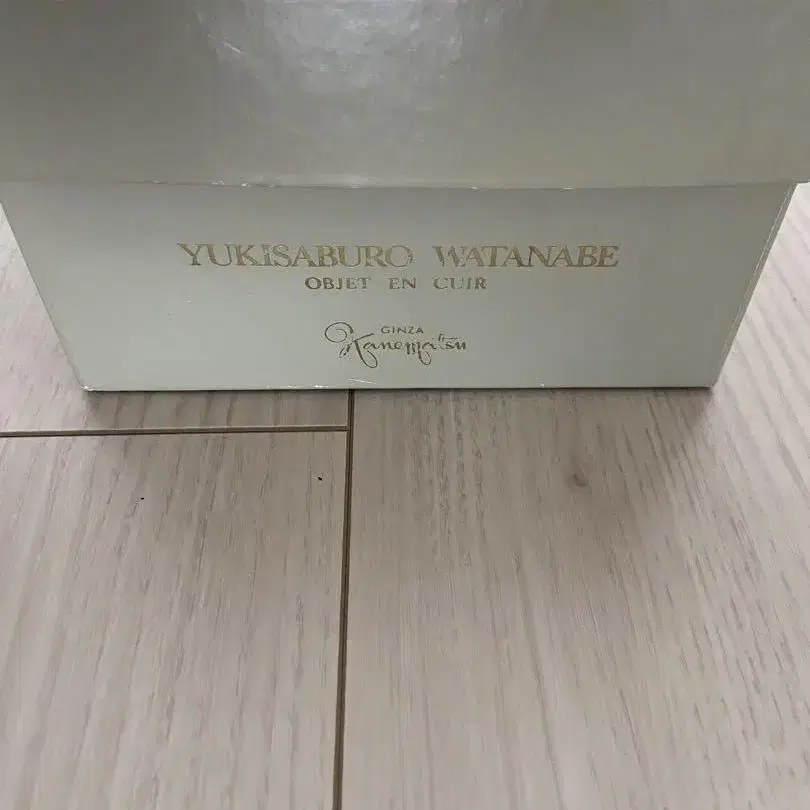 YUKISABURO WATANABE
OBJET EN CUIR
GINZA
Kanematsu